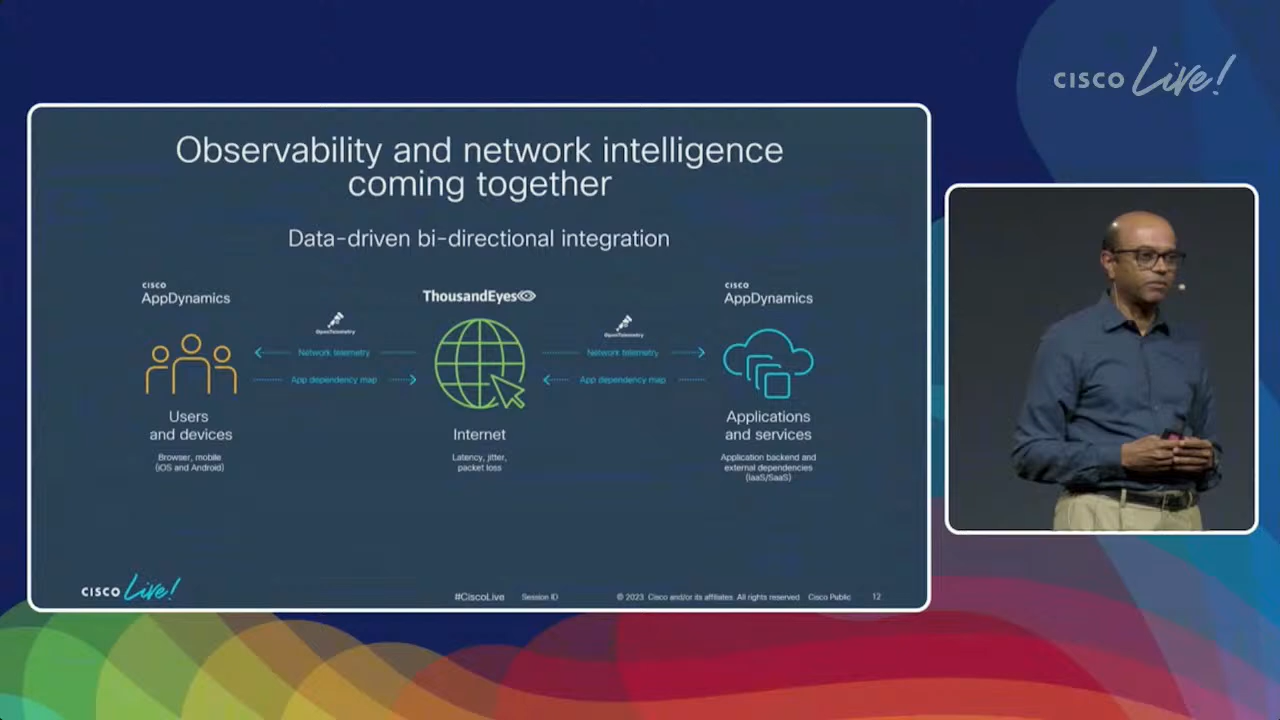 CISCO Live!
Observability and network intelligence
coming together
Data-driven bi-directional integration
CISCO
AppDynamics
ThousandEyes
CISCO
AppDynamics
OpenTelemetry
OpenTelemetry
Network telemetry
Network telemetry
App dependency map
App dependency map
Users
and devices
Internet
Applications
and services
Browser, mobile
(iOS and Android)
Latency, jitter,
packet loss
Application backend and
external dependencies
(IaaS/SaaS)
CISCO Live!
#CiscoLive
Session ID
© 2023 Cisco and/or its affiliates. All rights reserved. Cisco Public
12